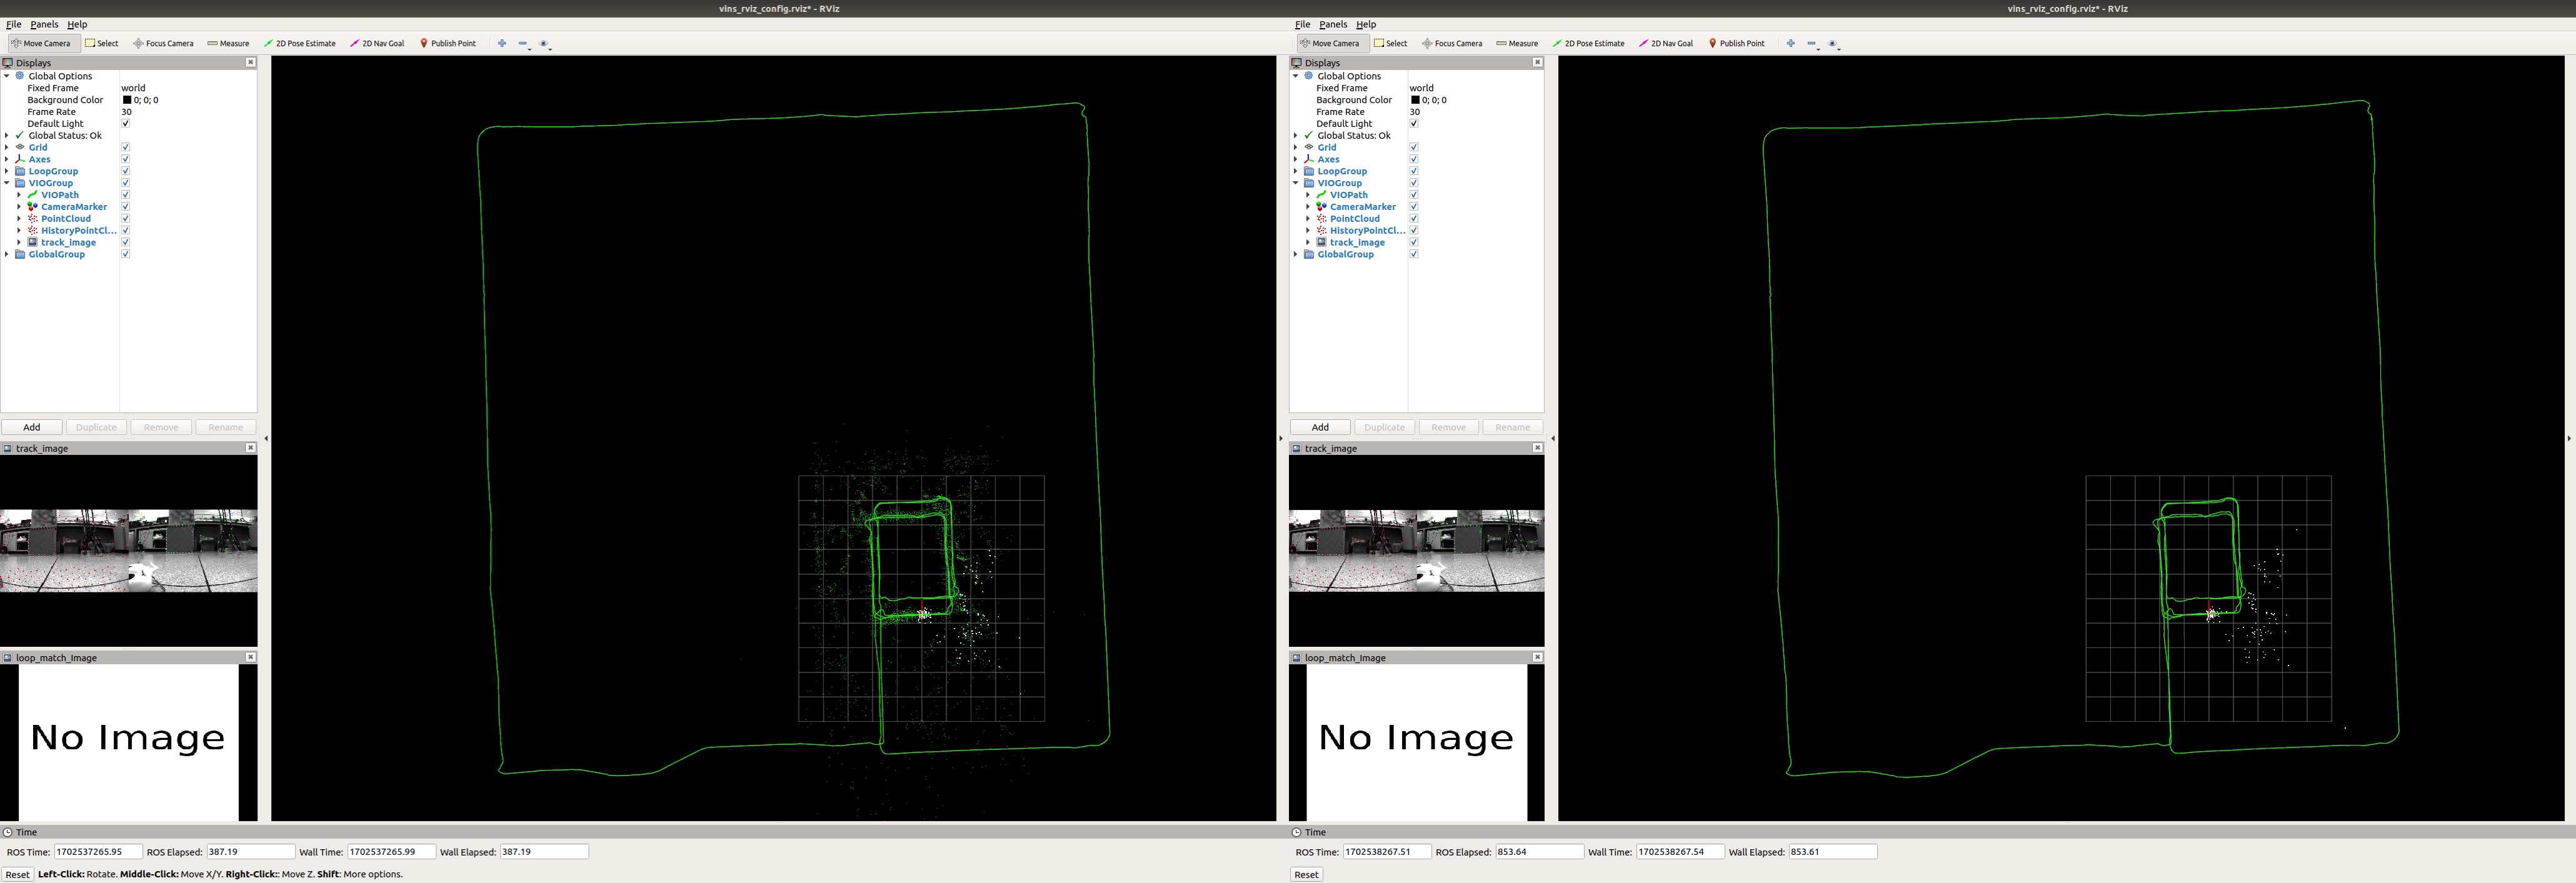 vins_rviz_config.rviz* - RViz
File Panels Help
Move Camera Select Focus Camera Measure 2D Pose Estimate 2D Nav Goal Publish Point
Displays
Global Options
Fixed Frame world
Background Color 0; 0; 0
Frame Rate 30
Default Light
Global Status: Ok
Grid
Axes
LoopGroup
VIOGroup
VIOPath
CameraMarker
PointCloud
HistoryPointCl...
track_image
GlobalGroup
Add Duplicate Remove Rename
track_image
loop_match_Image
No Image
Time
ROS Time: 1702537265.95 ROS Elapsed: 387.19 Wall Time: 1702537265.99 Wall Elapsed: 387.19
Reset Left-Click: Rotate. Middle-Click: Move X/Y. Right-Click:: Move Z. Shift: More options.
vins_rviz_config.rviz* - RViz
File Panels Help
Move Camera Select Focus Camera Measure 2D Pose Estimate 2D Nav Goal Publish Point
Displays
Global Options
Fixed Frame world
Background Color 0; 0; 0
Frame Rate 30
Default Light
Global Status: Ok
Grid
Axes
LoopGroup
VIOGroup
VIOPath
CameraMarker
PointCloud
HistoryPointCl...
track_image
GlobalGroup
Add Duplicate Remove Rename
track_image
loop_match_Image
No Image
Time
ROS Time: 1702538267.51 ROS Elapsed: 853.64 Wall Time: 1702538267.54 Wall Elapsed: 853.61
Reset